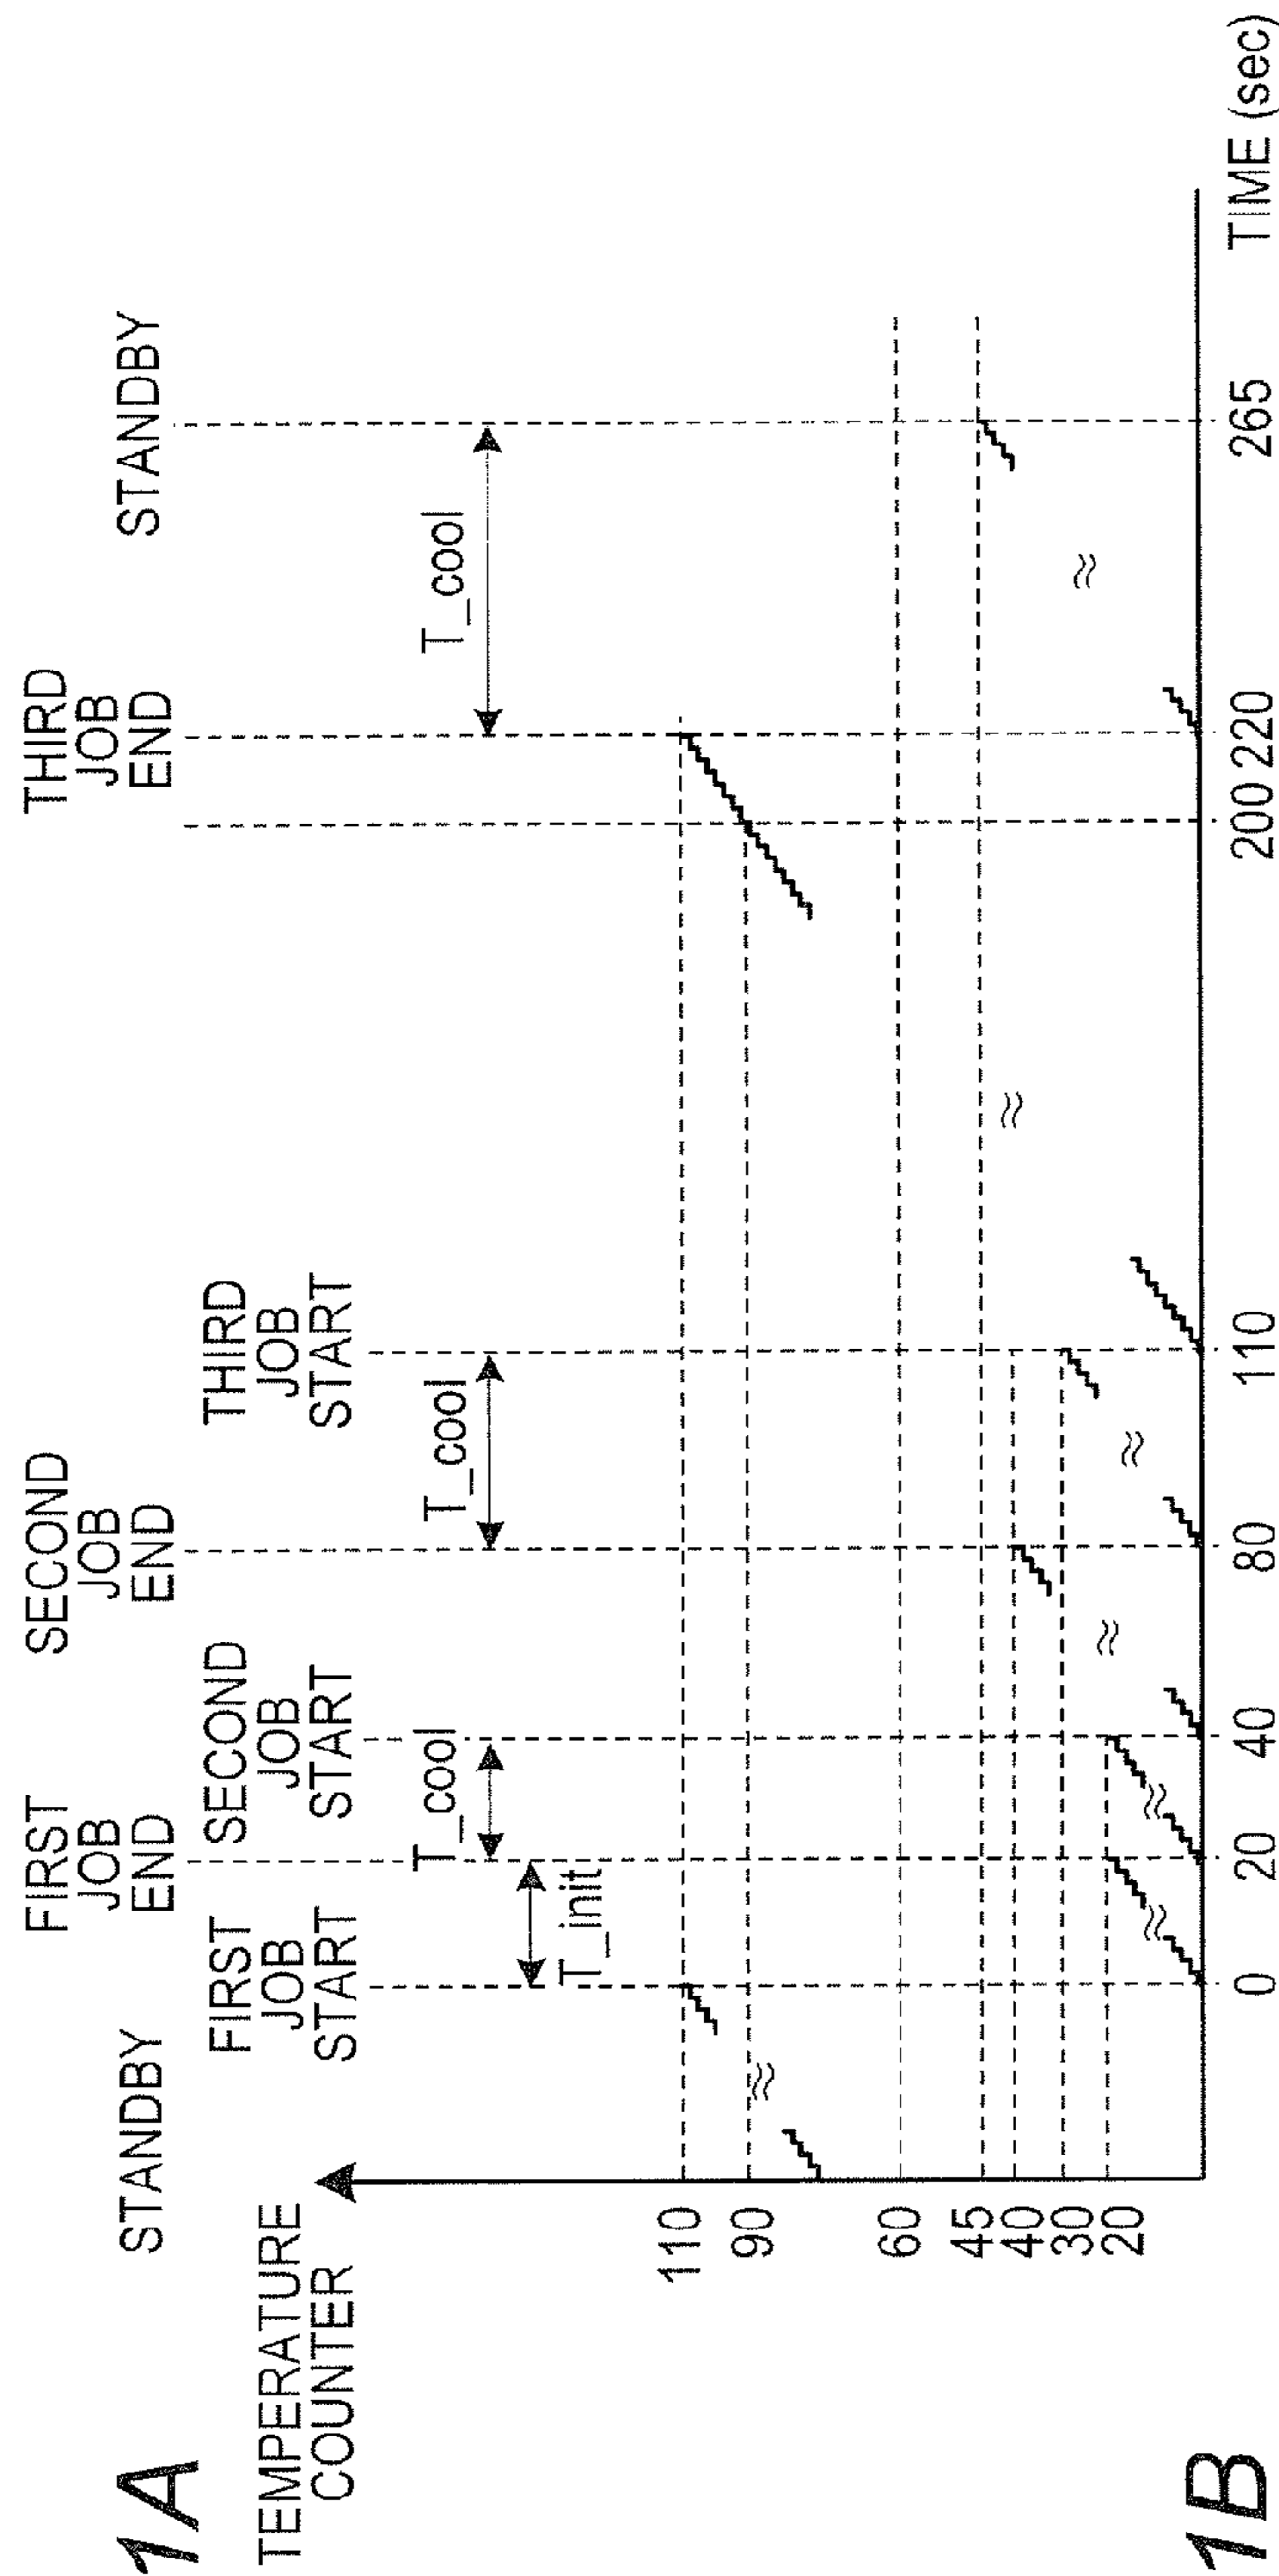 1A
STANDBY
FIRST
JOB
START
FIRST
JOB
END
SECOND
JOB
START
SECOND
JOB
END
THIRD
JOB
START
THIRD
JOB
END
STANDBY
TEMPERATURE
COUNTER
T_init
T_cool
T_cool
T_cool
110
90
60
45
40
30
20
1B
0
20
40
80
110
200
220
265
TIME (sec)